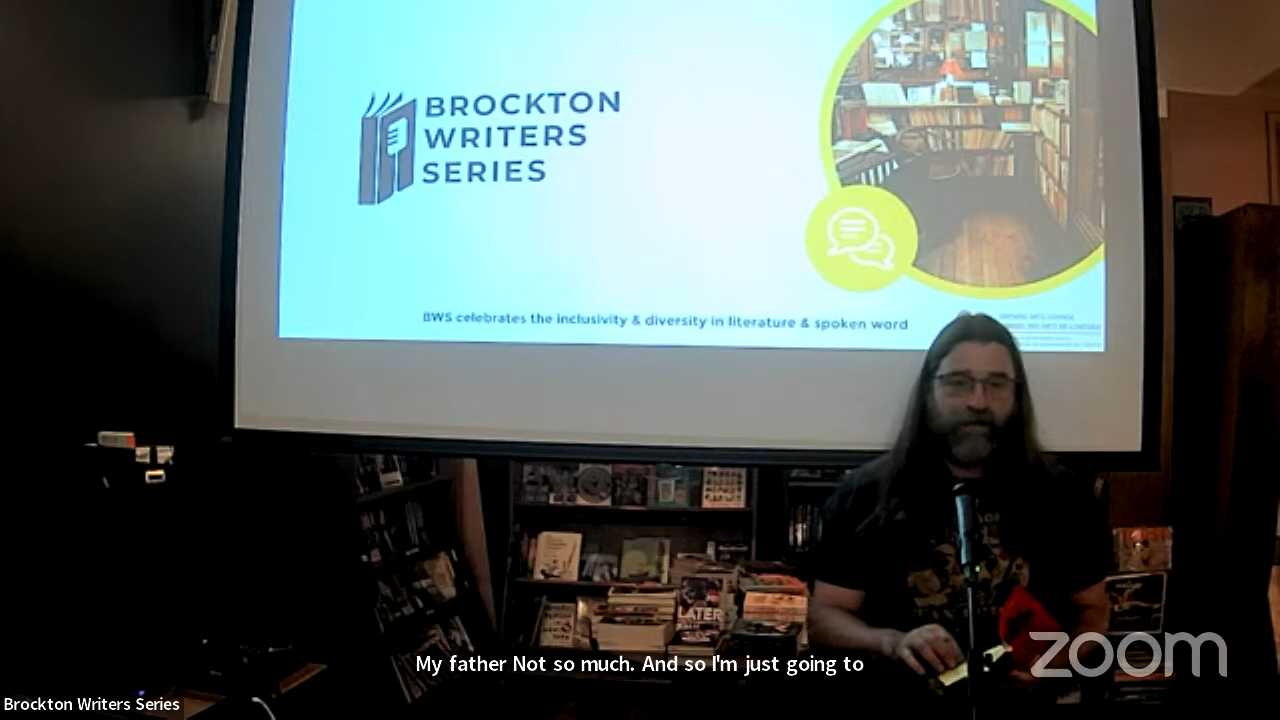 BROCKTON
WRITERS
SERIES
BWS celebrates the inclusivity & diversity in literature & spoken word
LATER
My father Not so much. And so I'm just going to
zoom
Brockton Writers Series